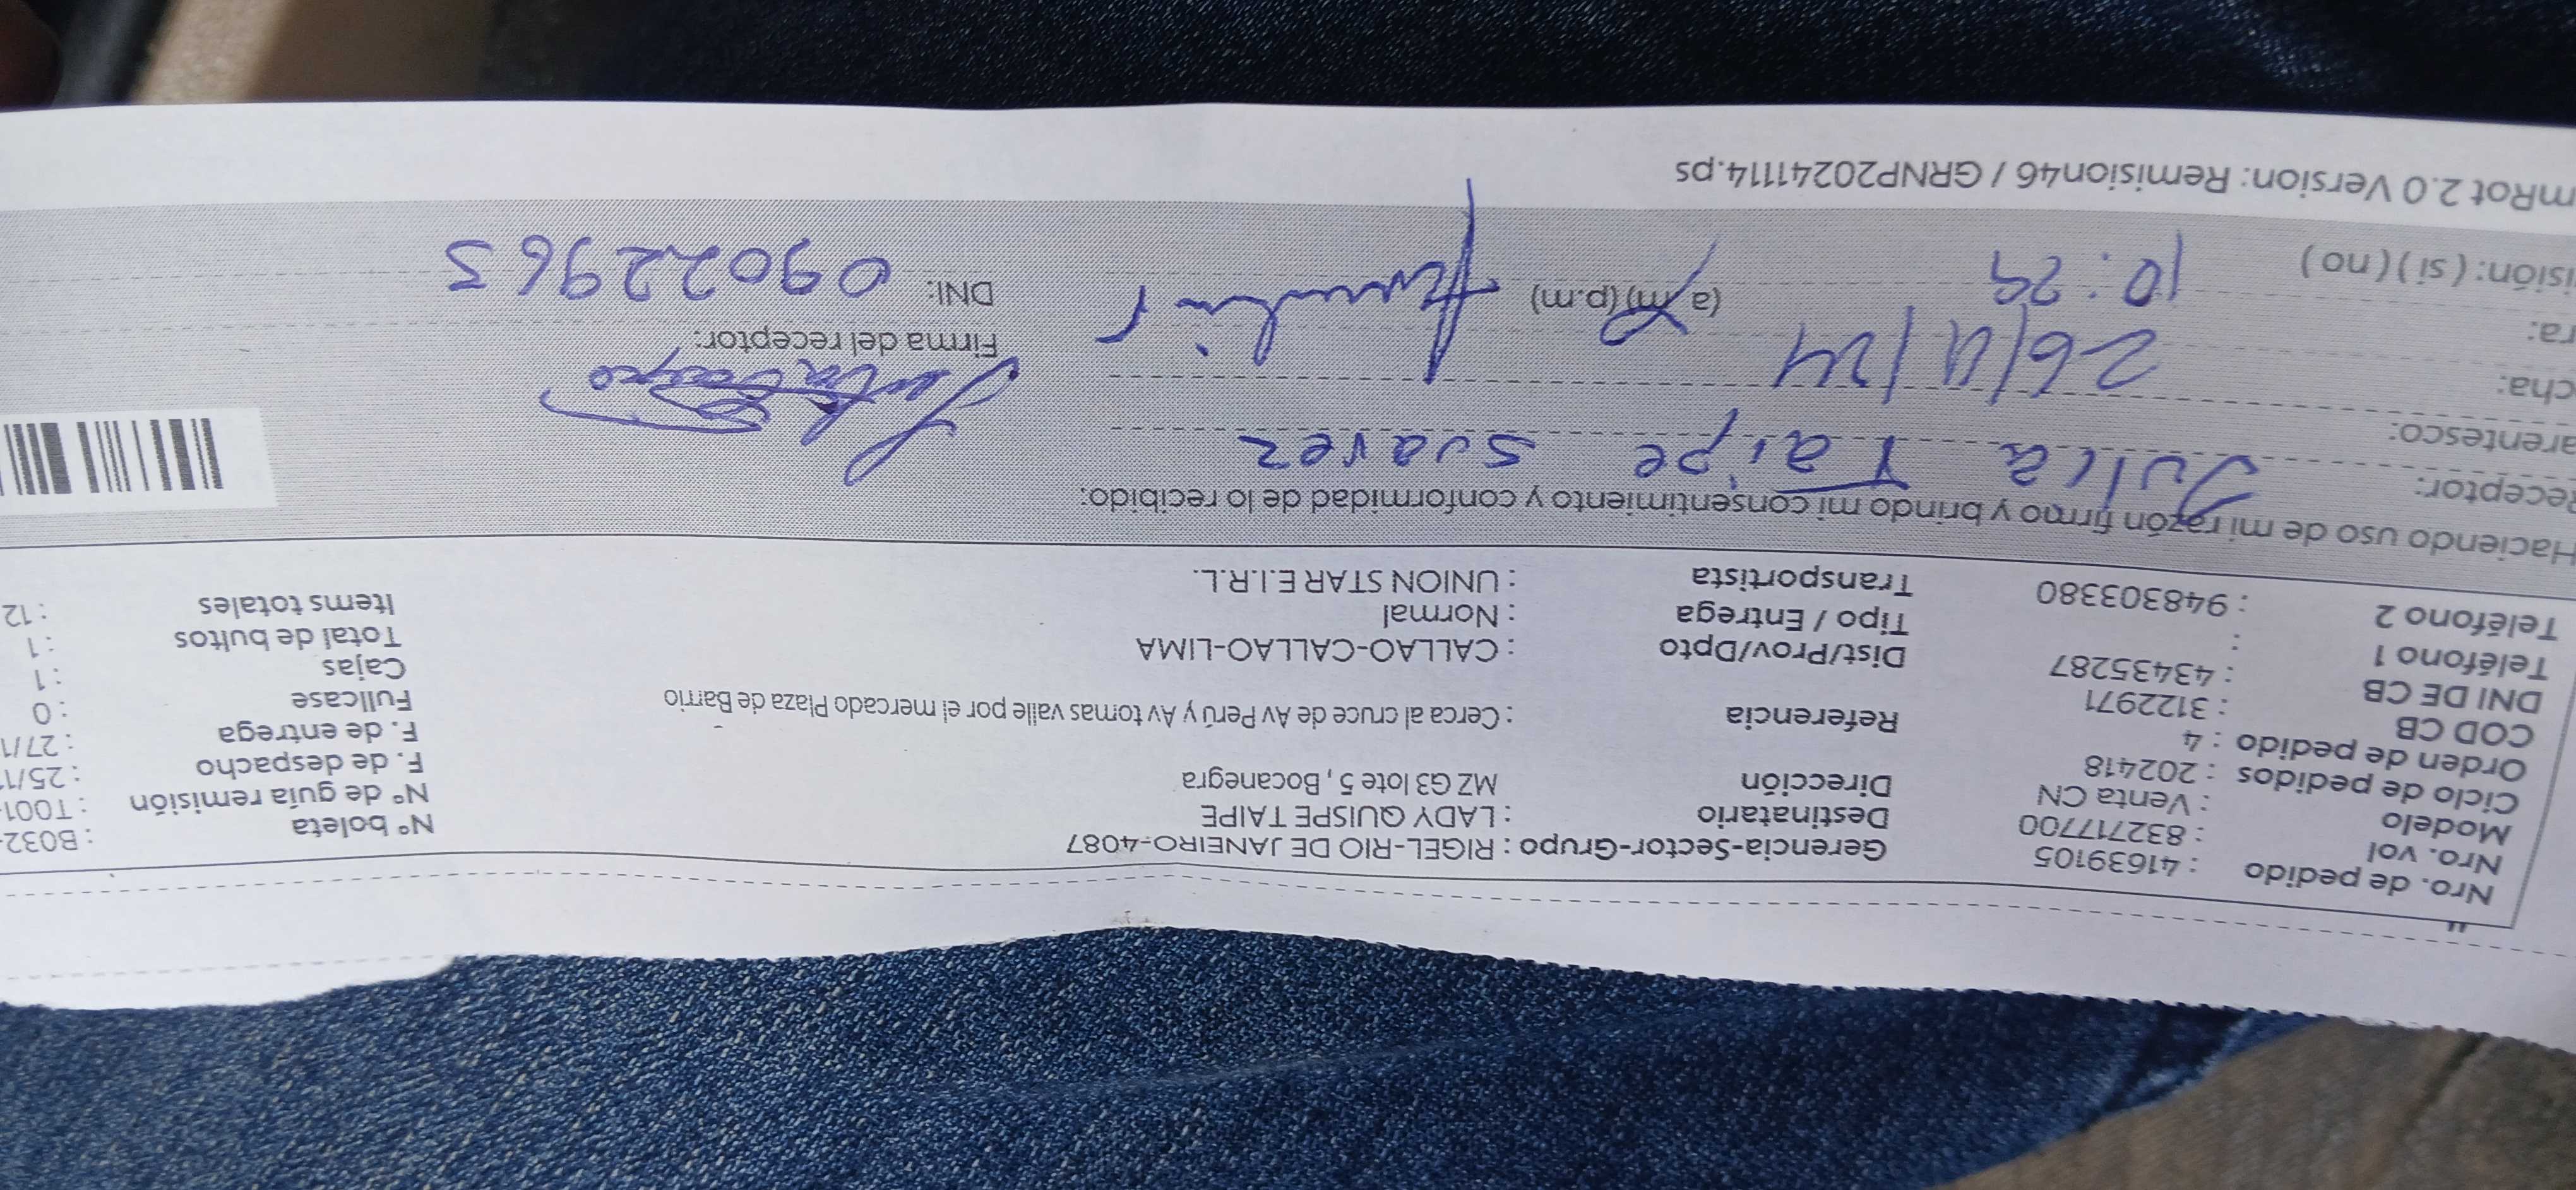 Nro. de pedido : 41639105
Nro. vol : 832717700
Modelo : Venta CN
Ciclo de pedidos : 202418
Orden de pedido : 4
COD CB : 3122971
DNI DE CB : 43435287
Teléfono 1 :
Teléfono 2 : 948303380
Gerencia-Sector-Grupo : RIGEL-RIO DE JANEIRO-4087
Destinatario : LADY QUISPE TAIPE
Dirección MZ G3 lote 5 , Bocanegra
Referencia : Cerca al cruce de Av Perú y Av tomas valle por el mercado Plaza de Barrio
Dist/Prov/Dpto : CALLAO-CALLAO-LIMA
Tipo / Entrega : Normal
Transportista : UNION STAR E.I.R.L.
Nº boleta : B032-
Nº de guía remisión : T001-
F. de despacho : 25/1
F. de entrega : 27/1
Fullcase : 0
Cajas : 1
Total de bultos : 1
Items totales : 12
Haciendo uso de mi razón firmo y brindo mi consentimiento y conformidad de lo recibido:
Receptor: Julia Taipe Suarez
arentesco:
cha: 26/11/24
ra: 10:29 (a.m) (p.m)
isión: ( si ) ( no )
Firma del receptor:
DNI: 09022963
mRot 2.0 Version: Remision46 / GRNP20241114.ps